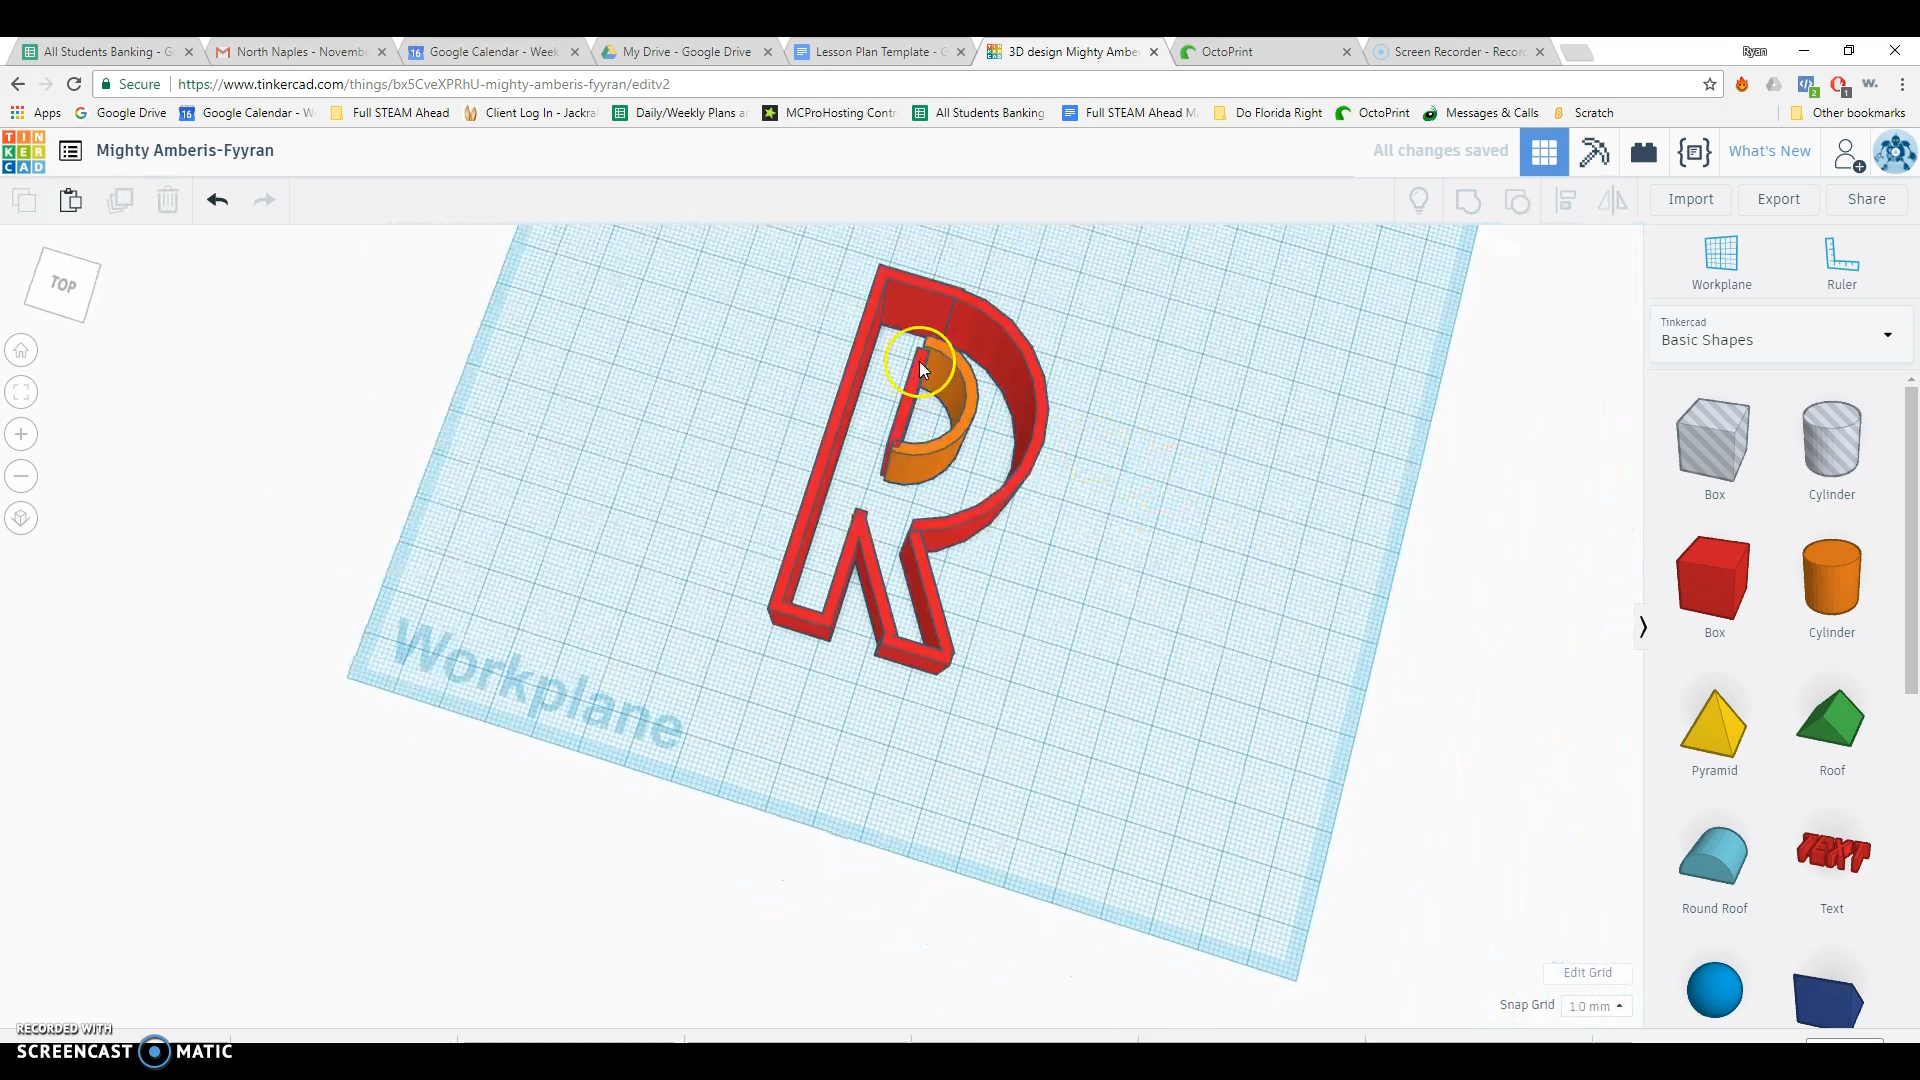 All Students Banking - G
North Naples - Novembe
Google Calendar - Week
My Drive - Google Drive
Lesson Plan Template - G
3D design Mighty Ambe
OctoPrint
Screen Recorder - Recor
Ryan
Secure
https://www.tinkercad.com/things/bx5CveXPRhU-mighty-amberis-fyyran/editv2
2
1
W.
Apps
Google Drive
Google Calendar - W
Full STEAM Ahead
Client Log In - Jackra
Daily/Weekly Plans ar
MCProHosting Contr
All Students Banking
Full STEAM Ahead M
Do Florida Right
OctoPrint
Messages & Calls
Scratch
Other bookmarks
TIN
KER
CAD
Mighty Amberis-Fyyran
All changes saved
What's New
Import
Export
Share
TOP
Workplane
Ruler
Tinkercad
Basic Shapes
Box
Cylinder
Box
Cylinder
Pyramid
Roof
Round Roof
TEXT
Text
Workplane
Edit Grid
Snap Grid
1.0 mm
RECORDED WITH
SCREENCAST MATIC